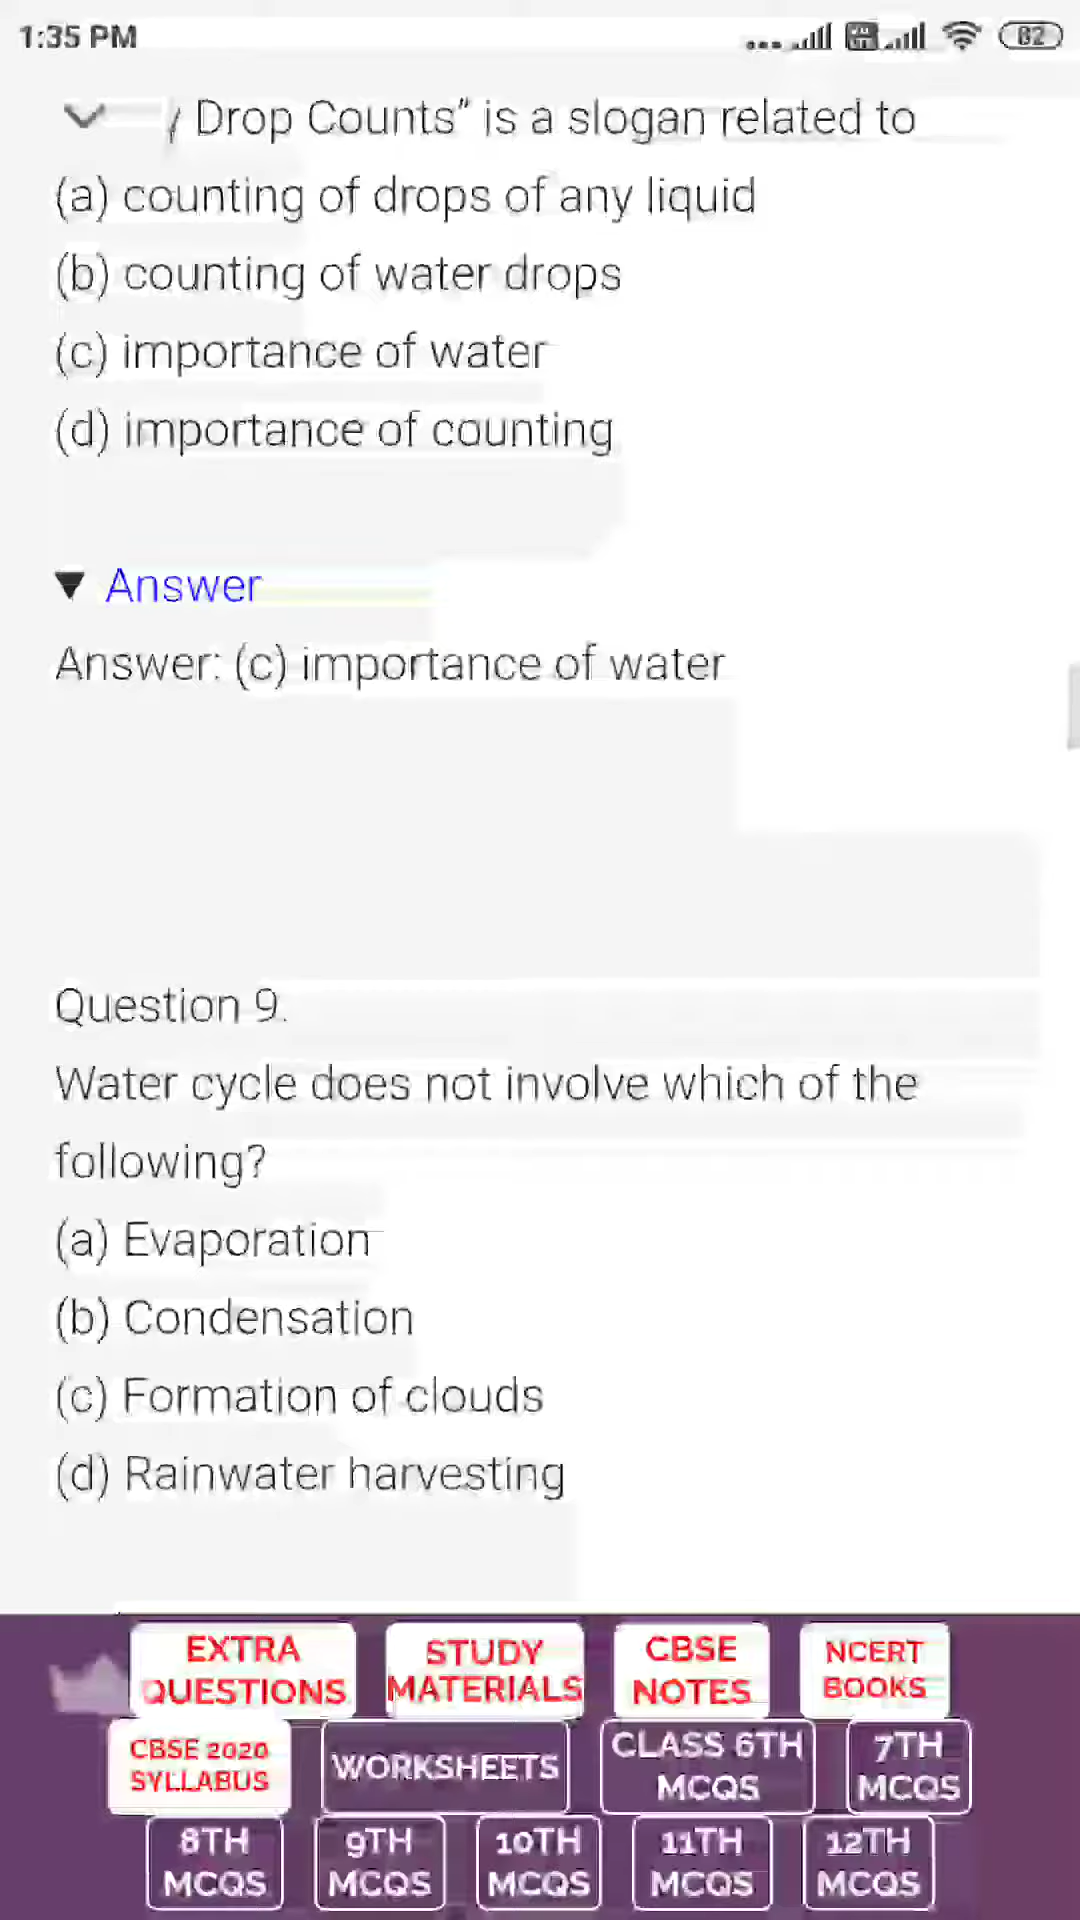 1:35 PM
82
Drop Counts” is a slogan related to
(a) counting of drops of any liquid
(b) counting of water drops
(c) importance of water
(d) importance of counting
▼ Answer
Answer: (c) importance of water
Question 9.
Water cycle does not involve which of the
following?
(a) Evaporation
(b) Condensation
(c) Formation of clouds
(d) Rainwater harvesting
EXTRA
QUESTIONS
STUDY
MATERIALS
CBSE
NOTES
NCERT
BOOKS
CBSE 2020
SYLLABUS
WORKSHEETS
CLASS 6TH
MCQS
7TH
MCQS
8TH
MCQS
9TH
MCQS
10TH
MCQS
11TH
MCQS
12TH
MCQS